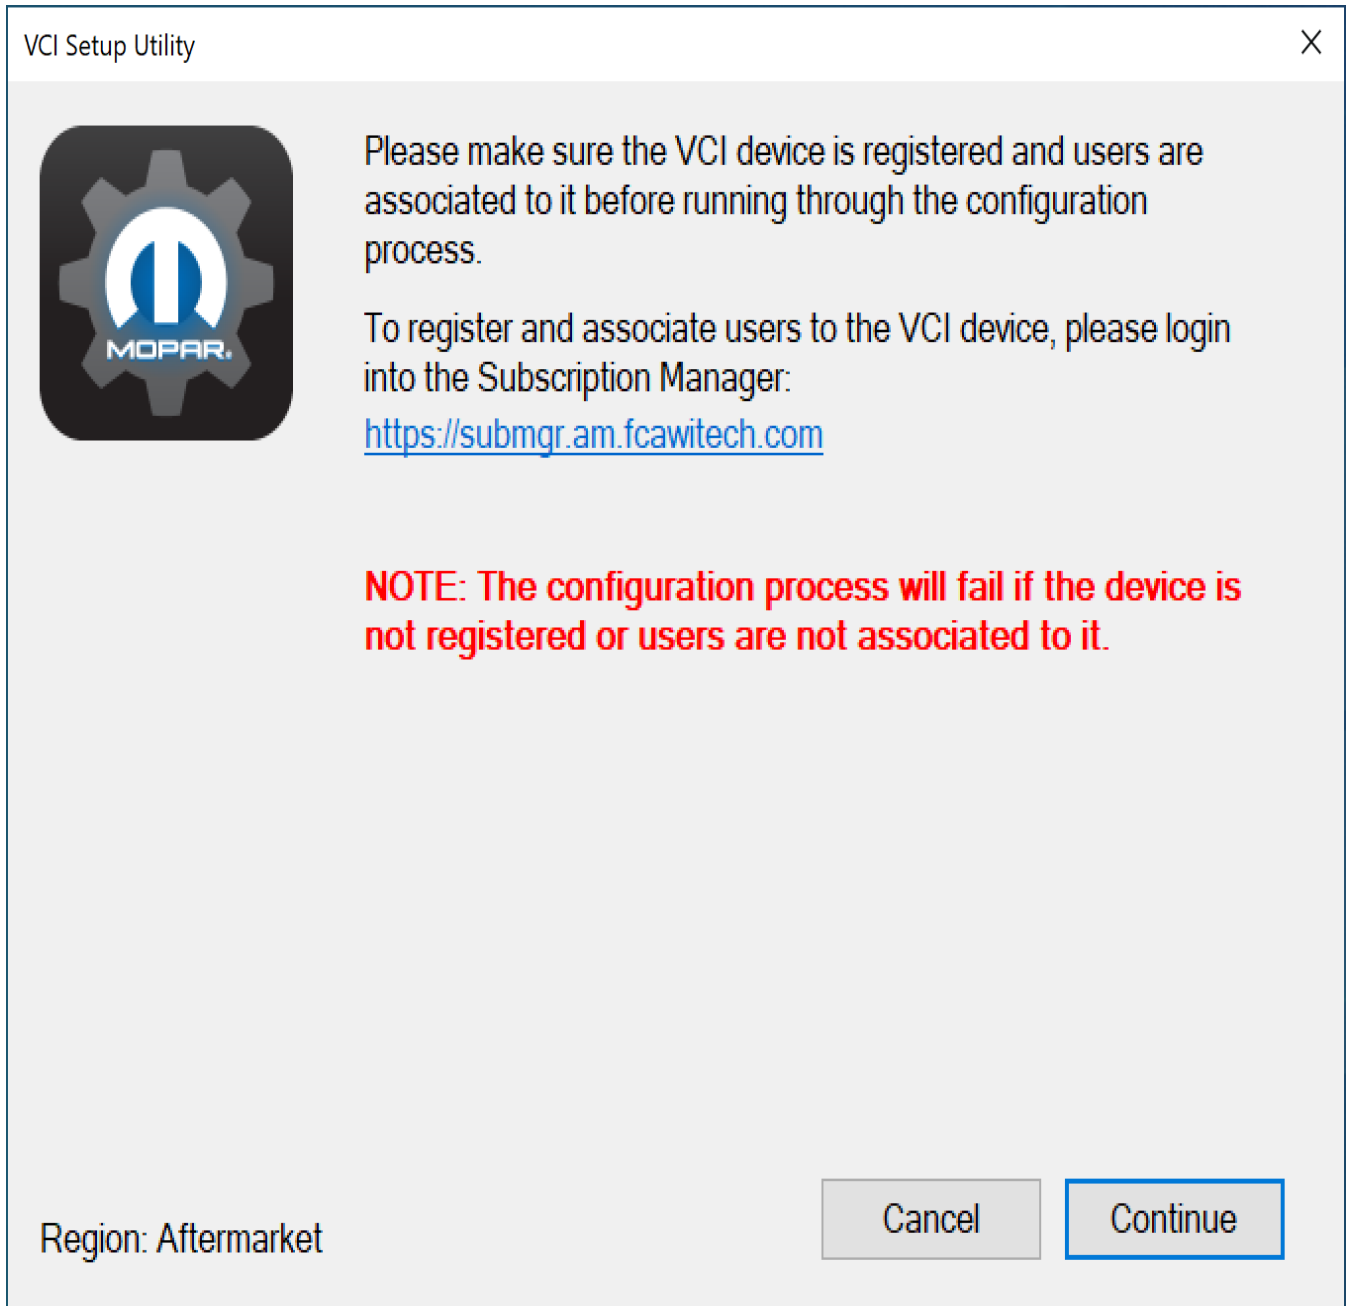 VCI Setup Utility
X
MOPAR®
Please make sure the VCI device is registered and users are
associated to it before running through the configuration
process.
To register and associate users to the VCI device, please login
into the Subscription Manager:
https://submgr.am.fcawitech.com
NOTE: The configuration process will fail if the device is
not registered or users are not associated to it.
Region: Aftermarket
Cancel
Continue